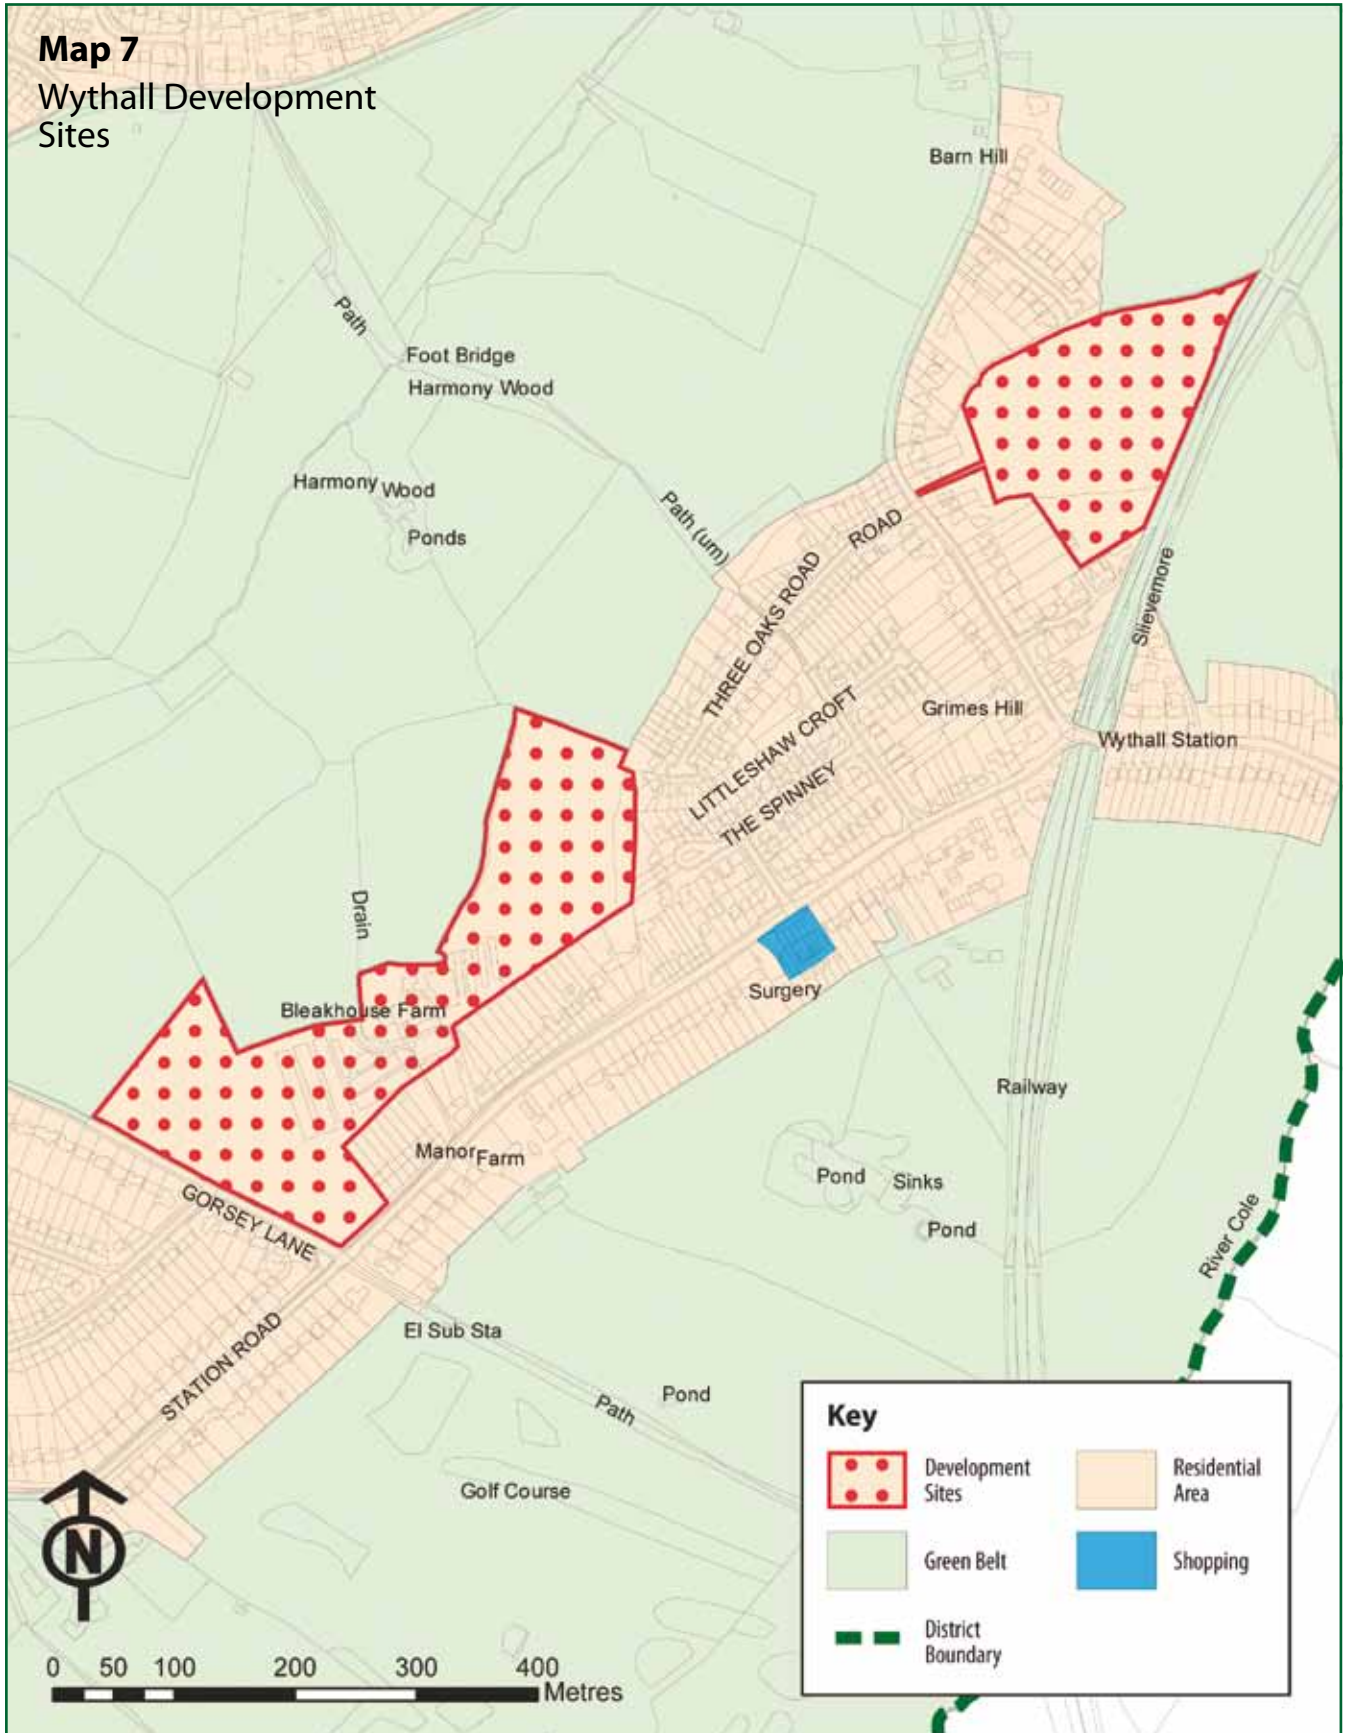 Map 7
Wythall Development
Sites
Barn Hill
Path
Foot Bridge
Harmony Wood
Harmony Wood
Ponds
Path (um)
ROAD
THREE OAKS ROAD
Slievemore
LITTLESHAW CROFT
Grimes Hill
Wythall Station
THE SPINNEY
Drain
Surgery
Bleakhouse Farm
Railway
Manor Farm
Pond
Sinks
Pond
GORSEY LANE
River Cole
El Sub Sta
STATION ROAD
Path
Pond
Golf Course
Key
Development
Sites
Residential
Area
Green Belt
Shopping
District
Boundary
N
0 50 100 200 300 400
Metres